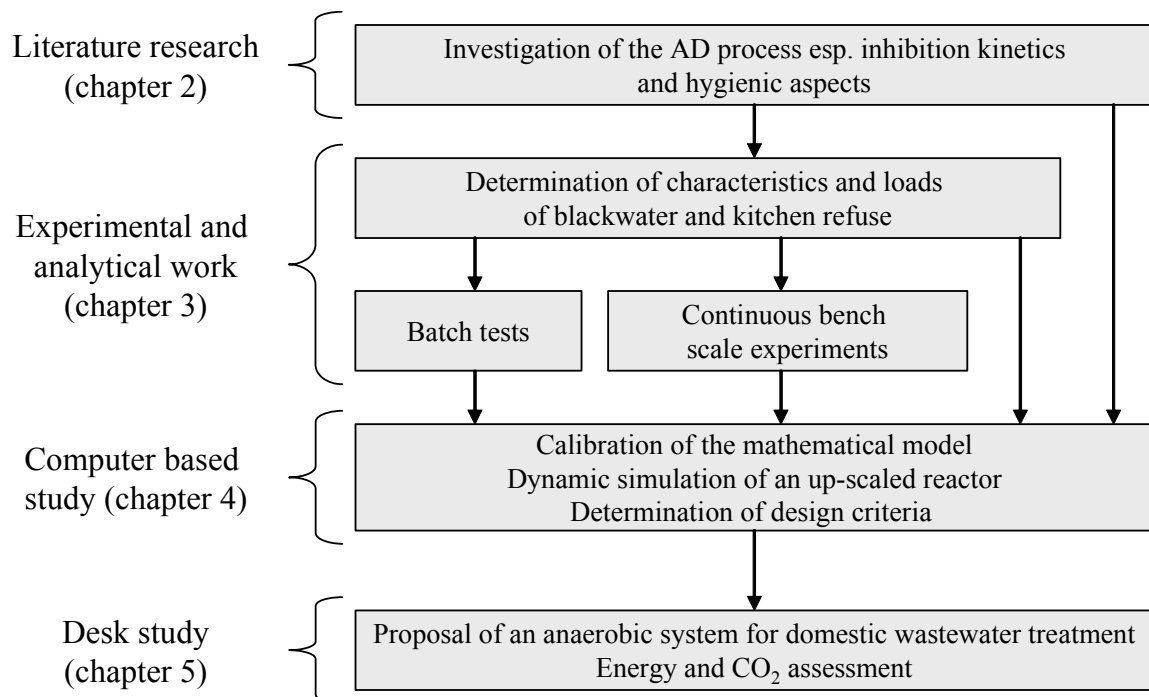 Literature research
(chapter 2)
Investigation of the AD process esp. inhibition kinetics
and hygienic aspects
Experimental and
analytical work
(chapter 3)
Determination of characteristics and loads
of blackwater and kitchen refuse
Batch tests
Continuous bench
scale experiments
Computer based
study (chapter 4)
Calibration of the mathematical model
Dynamic simulation of an up-scaled reactor
Determination of design criteria
Desk study
(chapter 5)
Proposal of an anaerobic system for domestic wastewater treatment
Energy and CO₂ assessment